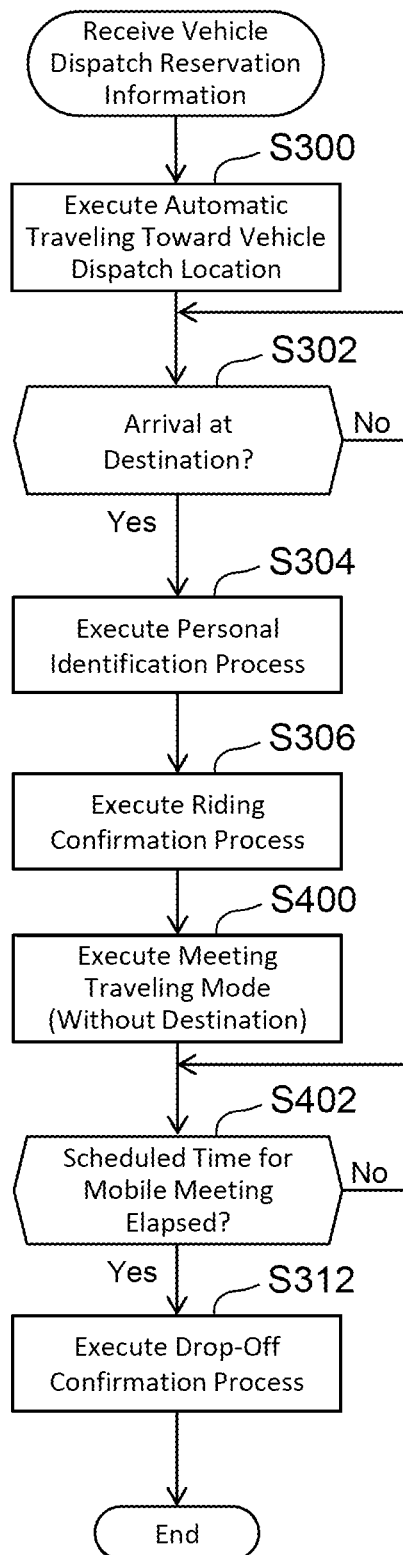 Receive Vehicle
Dispatch Reservation
Information
S300
Execute Automatic
Traveling Toward Vehicle
Dispatch Location
S302
Arrival at
Destination?
No
Yes
S304
Execute Personal
Identification Process
S306
Execute Riding
Confirmation Process
S400
Execute Meeting
Traveling Mode
(Without Destination)
S402
Scheduled Time for
Mobile Meeting
Elapsed?
No
Yes
S312
Execute Drop-Off
Confirmation Process
End